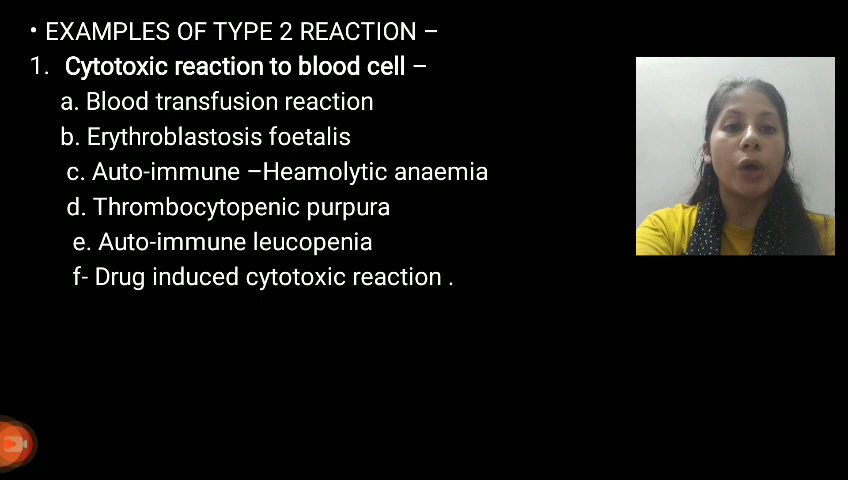 • EXAMPLES OF TYPE 2 REACTION –
1. Cytotoxic reaction to blood cell –
a. Blood transfusion reaction
b. Erythroblastosis foetalis
c. Auto-immune –Heamolytic anaemia
d. Thrombocytopenic purpura
e. Auto-immune leucopenia
f- Drug induced cytotoxic reaction .